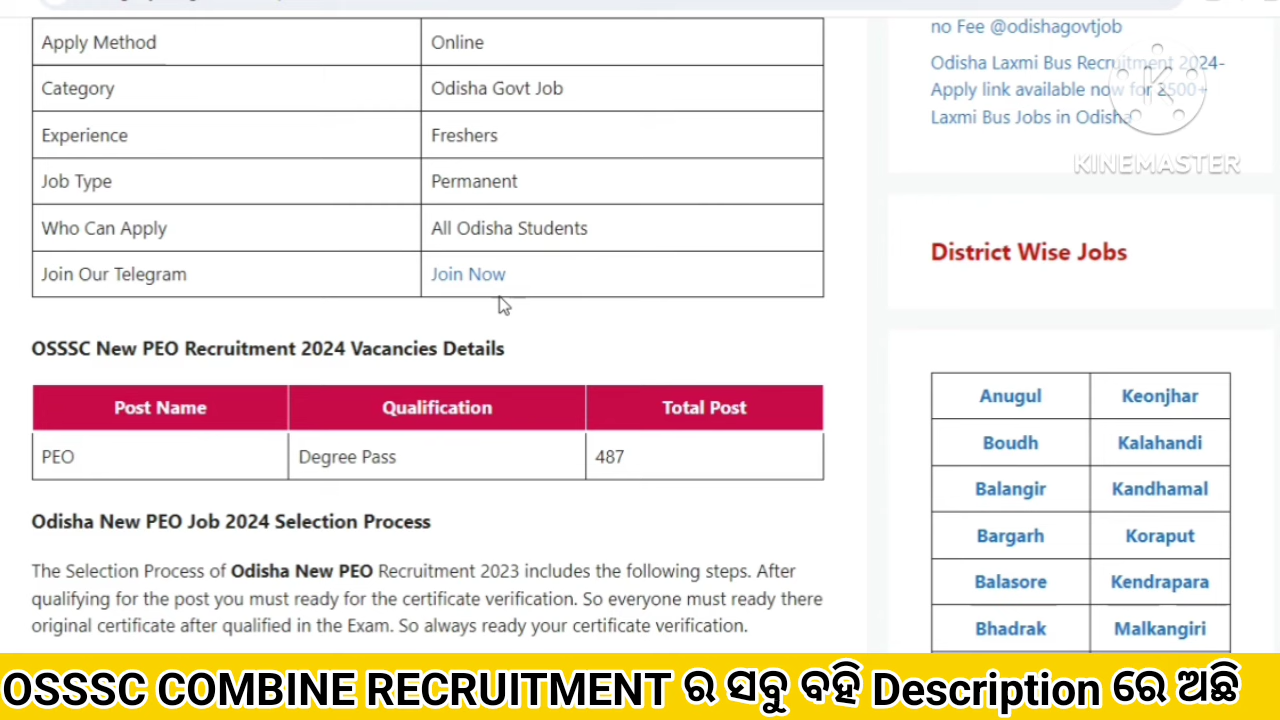 Apply Method Online
Category Odisha Govt Job
Experience Freshers
Job Type Permanent
Who Can Apply All Odisha Students
Join Our Telegram Join Now
OSSSC New PEO Recruitment 2024 Vacancies Details
Post Name Qualification Total Post
PEO Degree Pass 487
Odisha New PEO Job 2024 Selection Process
The Selection Process of Odisha New PEO Recruitment 2023 includes the following steps. After
qualifying for the post you must ready for the certificate verification. So everyone must ready there
original certificate after qualified in the Exam. So always ready your certificate verification.
no Fee @odishagovtjob
Odisha Laxmi Bus Recruitment 2024-
Apply link available now for 2500+
Laxmi Bus Jobs in Odisha
K
KINEMASTER
District Wise Jobs
Anugul Keonjhar
Boudh Kalahandi
Balangir Kandhamal
Bargarh Koraput
Balasore Kendrapara
Bhadrak Malkangiri
OSSSC COMBINE RECRUITMENT ର ସବୁ ବହି Description ରେ ଅଛି